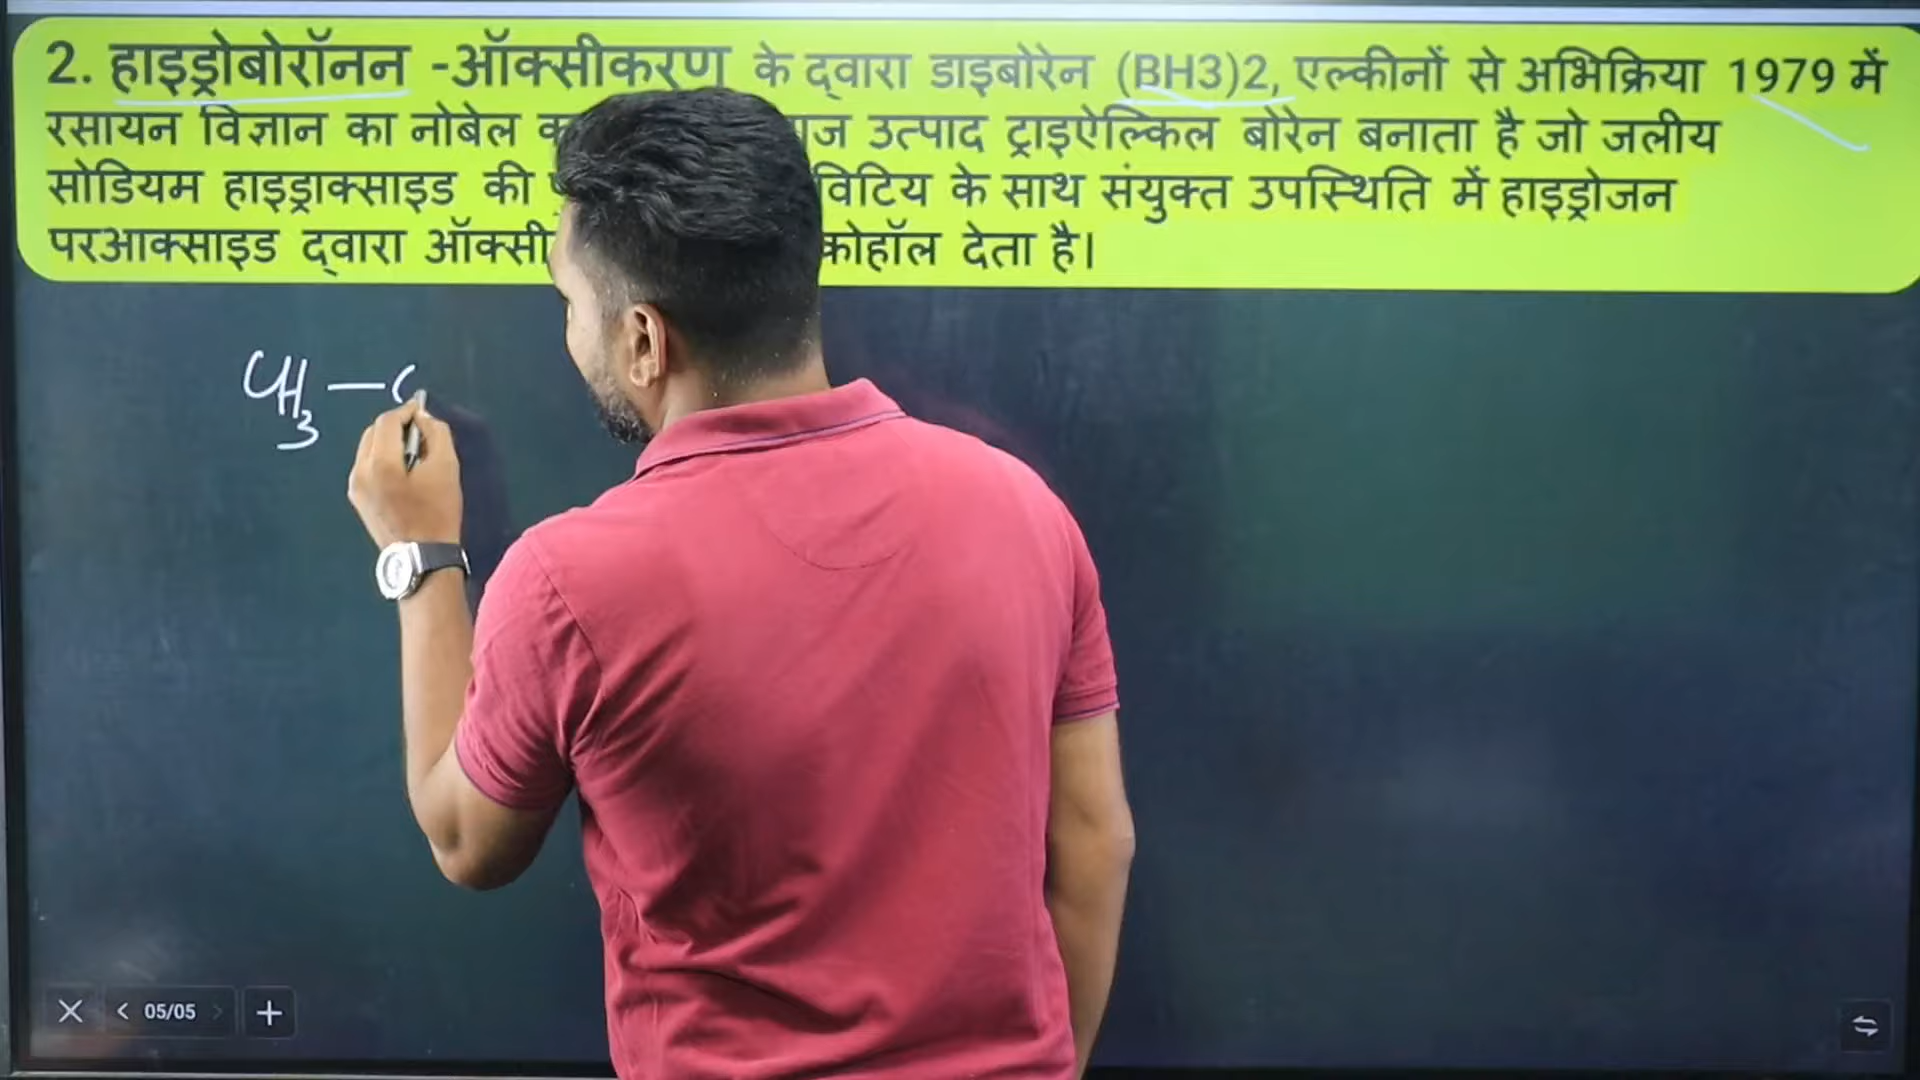 2. हाइड्रोबोरॉनन -ऑक्सीकरण के द्वारा डाइबोरेन (BH3)2, एल्कीनों से अभिक्रिया 1979 में
रसायन विज्ञान का नोबेल उत्पाद ट्राइऐल्किल बोरेन बनाता है जो जलीय
सोडियम हाइड्राक्साइड की के साथ संयुक्त उपस्थिति में हाइड्रोजन
परआक्साइड द्वारा देता है।
CH3 –
05/05